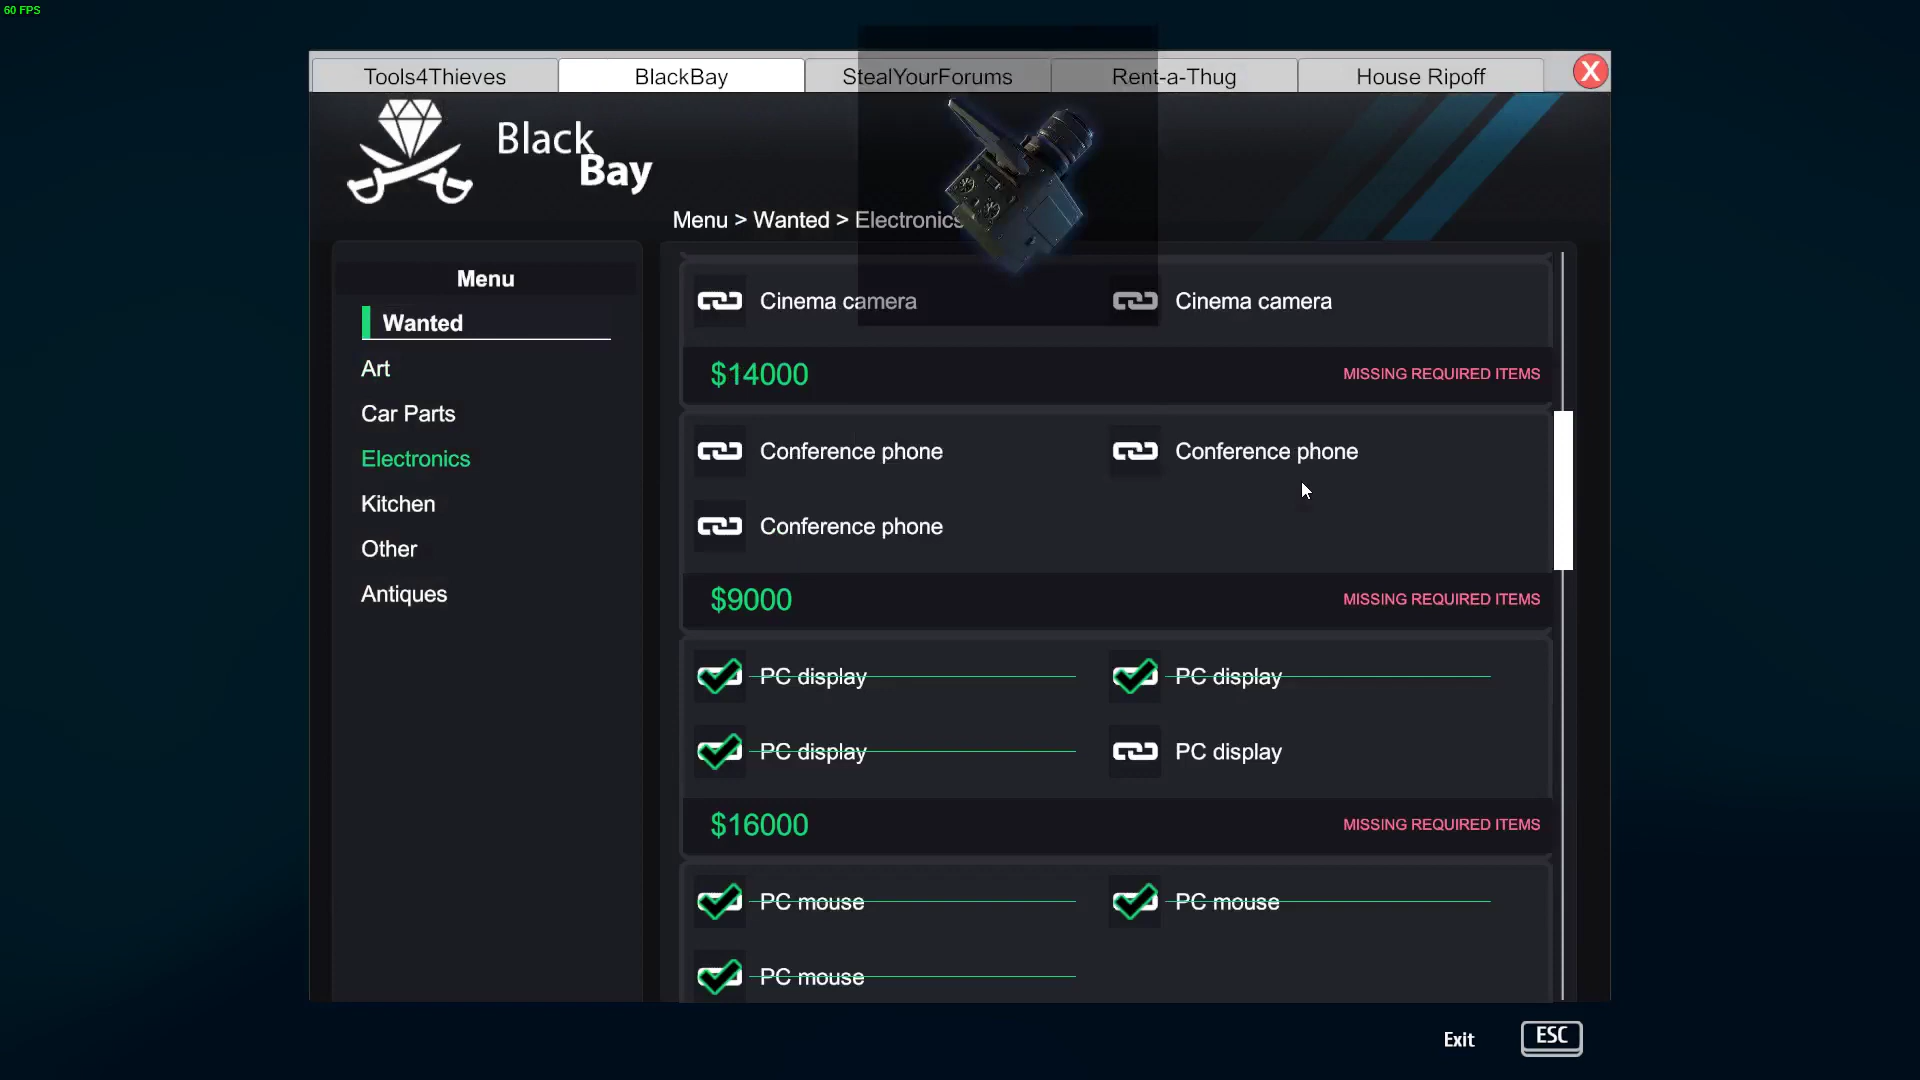 60 FPS
Tools4Thieves BlackBay StealYourForums Rent-a-Thug House Ripoff X
Black
Bay
Menu > Wanted > Electronics
Menu
Wanted
Art
Car Parts
Electronics
Kitchen
Other
Antiques
Cinema camera Cinema camera
$14000 MISSING REQUIRED ITEMS
Conference phone Conference phone
Conference phone
$9000 MISSING REQUIRED ITEMS
PC display PC display
PC display PC display
$16000 MISSING REQUIRED ITEMS
PC mouse PC mouse
PC mouse
Exit ESC